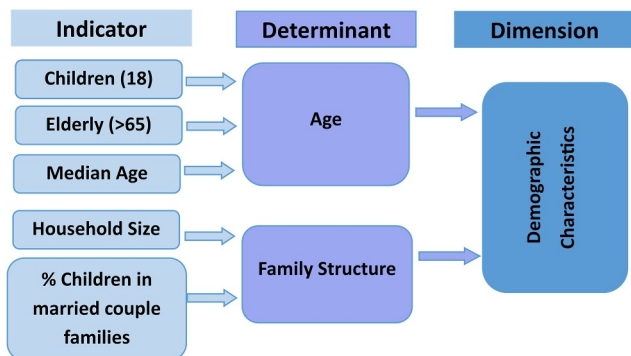 Indicator
Determinant
Dimension
Children (18)
Elderly (>65)
Median Age
Age
Household Size
% Children in
married couple
families
Family Structure
Demographic
Characteristics